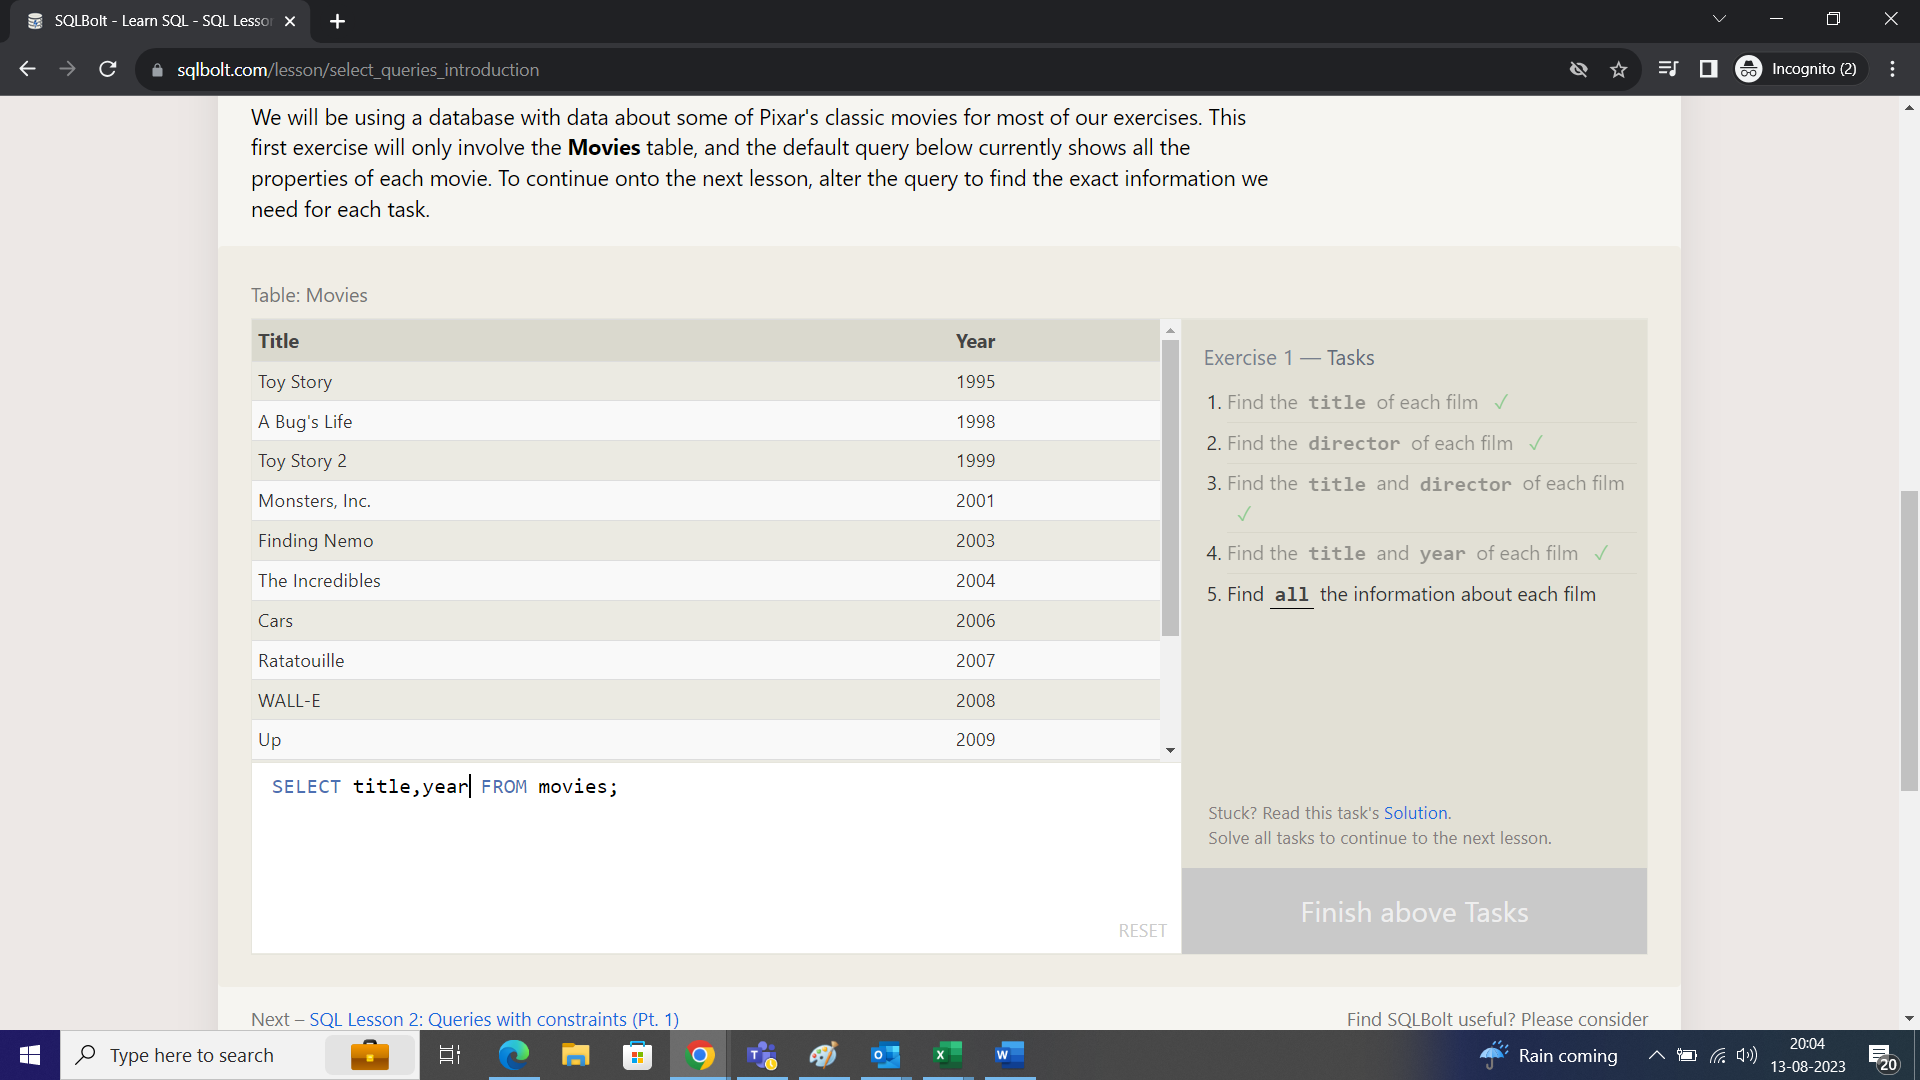 SQLBolt - Learn SQL - SQL Lesson
sqlbolt.com/lesson/select_queries_introduction
Incognito (2)
We will be using a database with data about some of Pixar's classic movies for most of our exercises. This
first exercise will only involve the Movies table, and the default query below currently shows all the
properties of each movie. To continue onto the next lesson, alter the query to find the exact information we
need for each task.
Table: Movies
Title Year
Toy Story 1995
A Bug's Life 1998
Toy Story 2 1999
Monsters, Inc. 2001
Finding Nemo 2003
The Incredibles 2004
Cars 2006
Ratatouille 2007
WALL-E 2008
Up 2009
SELECT title,year FROM movies;
RESET
Exercise 1 — Tasks
1. Find the title of each film ✓
2. Find the director of each film ✓
3. Find the title and director of each film
✓
4. Find the title and year of each film ✓
5. Find all the information about each film
Stuck? Read this task's Solution.
Solve all tasks to continue to the next lesson.
Finish above Tasks
Next – SQL Lesson 2: Queries with constraints (Pt. 1)
Find SQLBolt useful? Please consider
Type here to search
Rain coming
20:04
13-08-2023
20